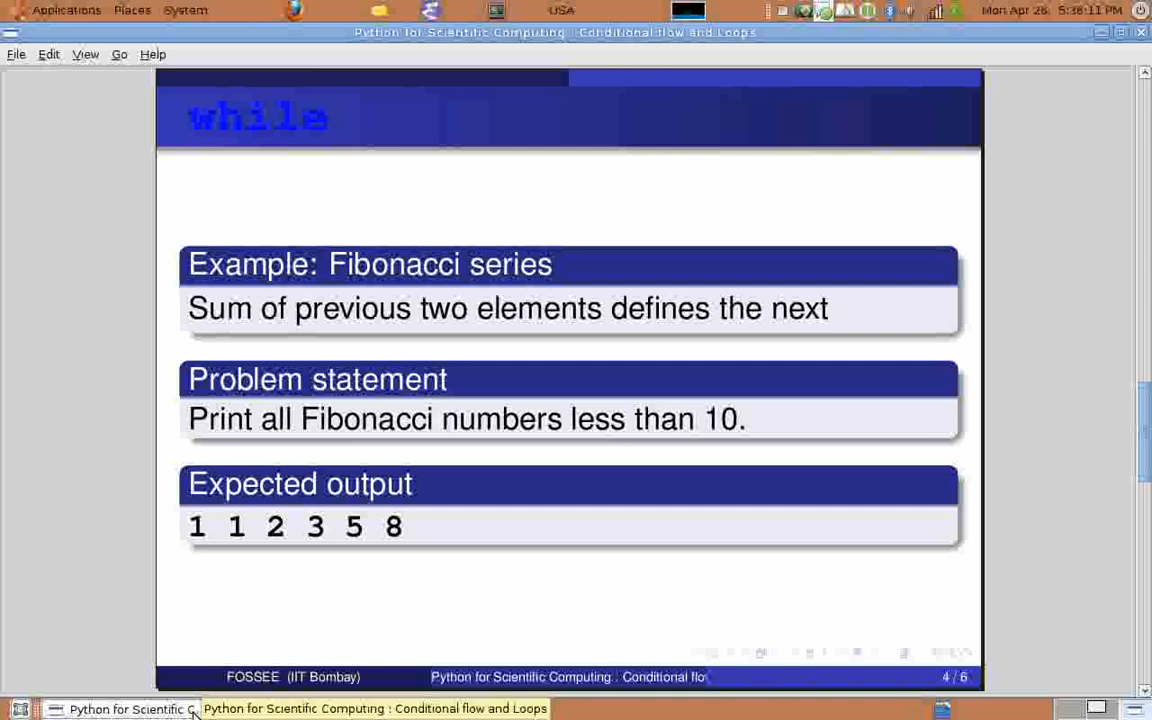 Applications Places System USA Mon Apr 26, 5:36:11 PM
Python for Scientific Computing : Conditional flow and Loops
File Edit View Go Help
while
Example: Fibonacci series
Sum of previous two elements defines the next
Problem statement
Print all Fibonacci numbers less than 10.
Expected output
1 1 2 3 5 8
FOSSEE (IIT Bombay) Python for Scientific Computing : Conditional flo 4 / 6
Python for Scientific C Python for Scientific Computing : Conditional flow and Loops